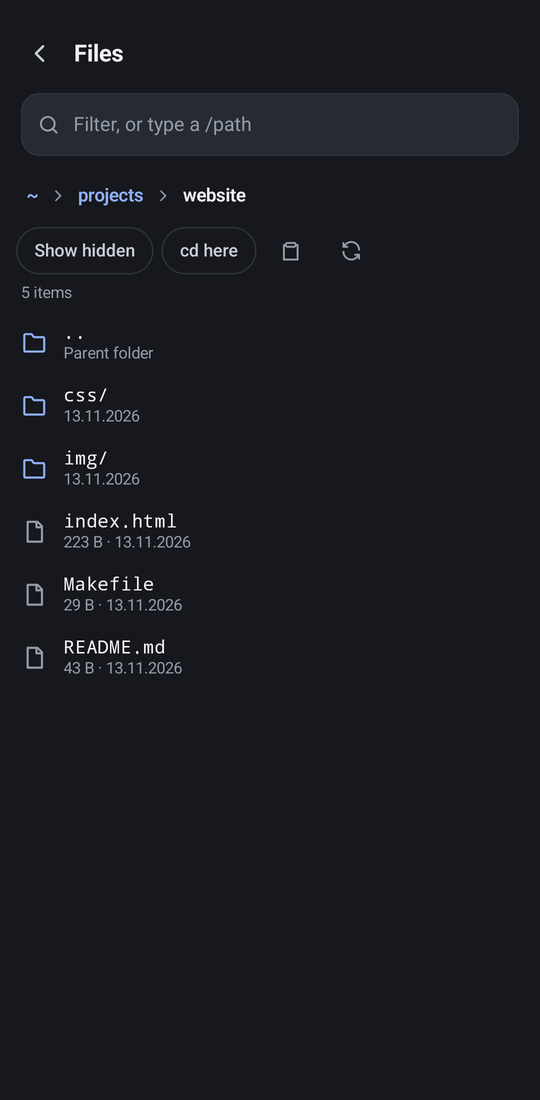 Files
Filter, or type a /path
~ > projects > website
Show hidden cd here
5 items
..
Parent folder
css/
13.11.2026
img/
13.11.2026
index.html
223 B · 13.11.2026
Makefile
29 B · 13.11.2026
README.md
43 B · 13.11.2026